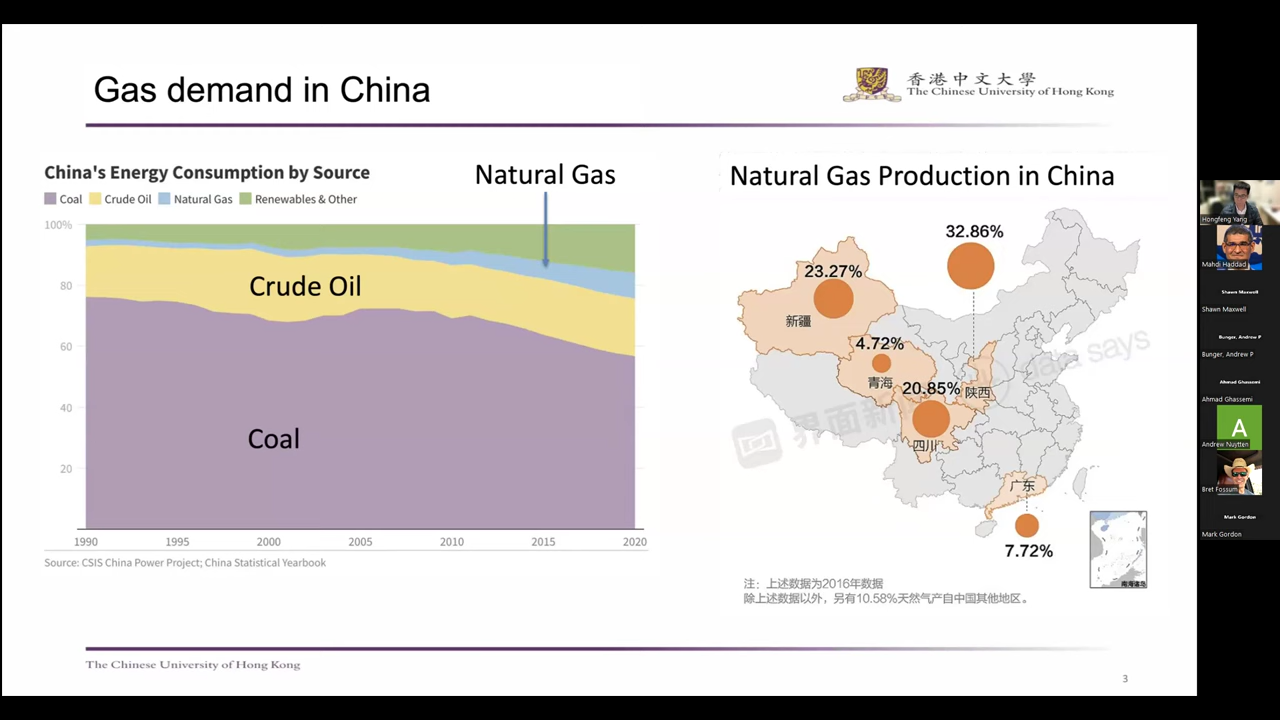 Gas demand in China
香港中文大學
The Chinese University of Hong Kong
China's Energy Consumption by Source
Coal
Crude Oil
Natural Gas
Renewables & Other
Natural Gas
100%
80
60
40
20
Crude Oil
Coal
1990
1995
2000
2005
2010
2015
2020
Source: CSIS China Power Project; China Statistical Yearbook
Natural Gas Production in China
32.86%
23.27%
新疆
4.72%
青海
20.85%
陕西
四川
广东
7.72%
data says
界面新
南海诸岛
注：上述数据为2016年数据
除上述数据以外，另有10.58%天然气产自中国其他地区。
The Chinese University of Hong Kong
3
Hongfeng Yang
Mahdi Haddad
Shawn Maxwell
Shawn Maxwell
Bunger, Andrew P
Bunger, Andrew P
Ahmad Ghassemi
Ahmad Ghassemi
A
Andrew Nuytten
Bret Fossum
Mark Gordon
Mark Gordon